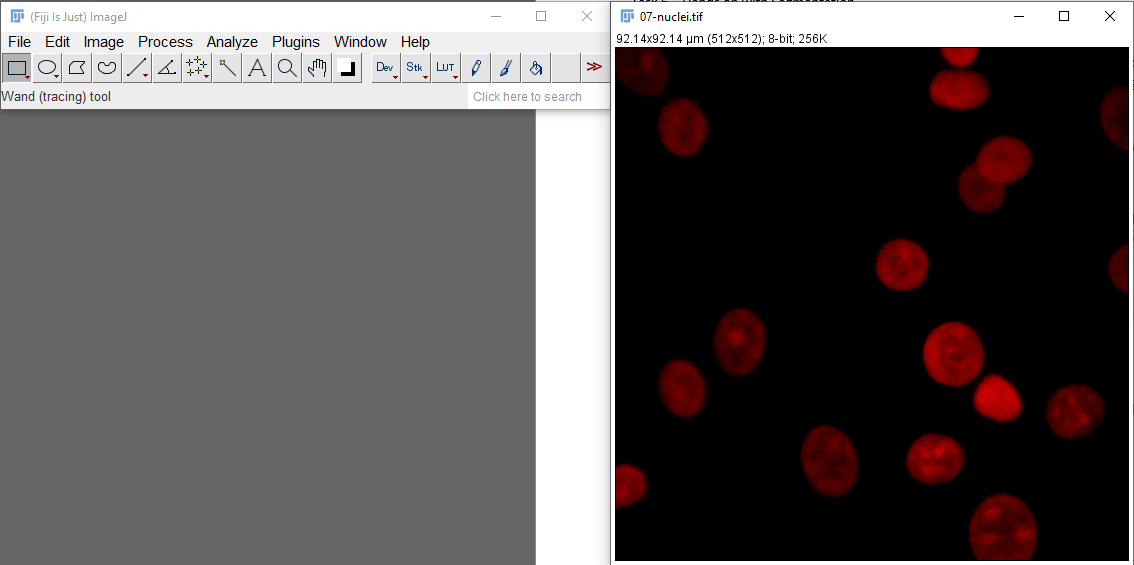 (Fiji Is Just) ImageJ
File Edit Image Process Analyze Plugins Window Help
Dev Stk LUT >>
Wand (tracing) tool
Click here to search
07-nuclei.tif
92.14x92.14 µm (512x512); 8-bit; 256K